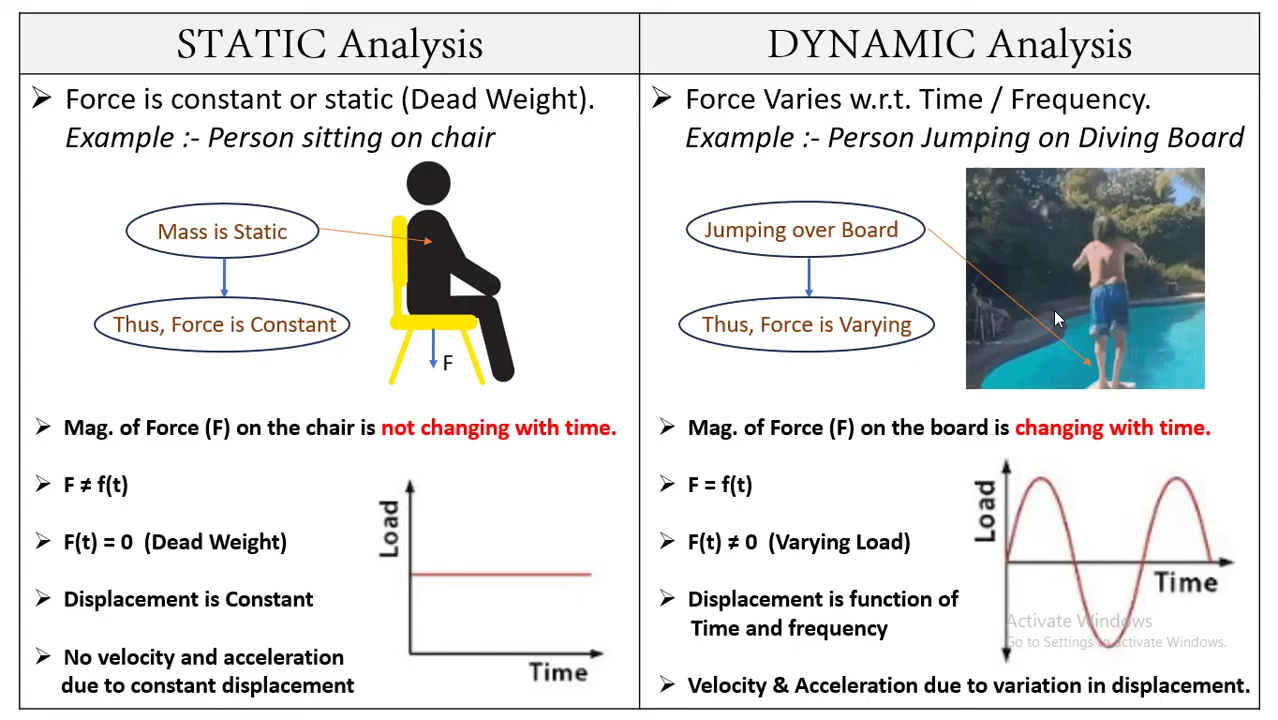 STATIC Analysis
➢ Force is constant or static (Dead Weight).
Example :- Person sitting on chair
Mass is Static
Thus, Force is Constant
F
➢ Mag. of Force (F) on the chair is not changing with time.
➢ F ≠ f(t)
➢ F(t) = 0 (Dead Weight)
➢ Displacement is Constant
➢ No velocity and acceleration
due to constant displacement
Load
Time
DYNAMIC Analysis
➢ Force Varies w.r.t. Time / Frequency.
Example :- Person Jumping on Diving Board
Jumping over Board
Thus, Force is Varying
➢ Mag. of Force (F) on the board is changing with time.
➢ F = f(t)
➢ F(t) ≠ 0 (Varying Load)
➢ Displacement is function of
Time and frequency
➢ Velocity & Acceleration due to variation in displacement.
Load
Time
Activate Windows
Go to Settings to activate Windows.